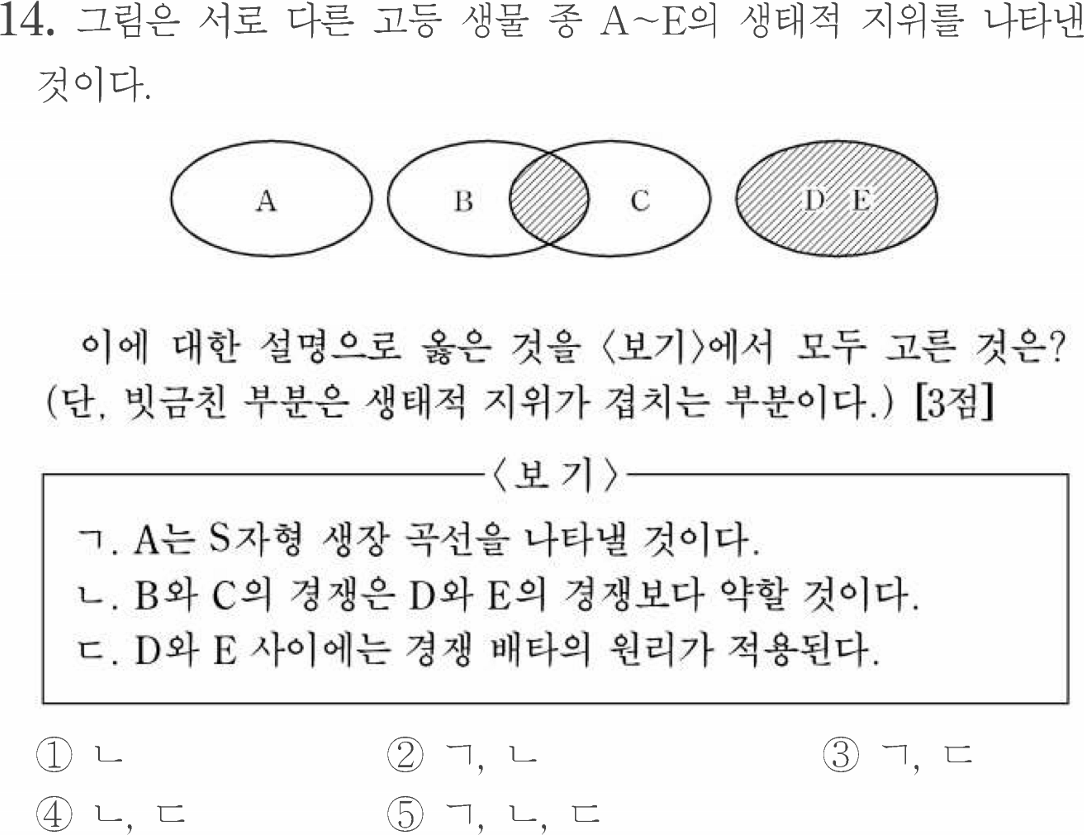 14. 그림은 서로 다른 고등 생물 종 A~E의 생태적 지위를 나타낸
것이다.
A B C D E
이에 대한 설명으로 옳은 것을 <보기>에서 모두 고른 것은?
(단, 빗금친 부분은 생태적 지위가 겹치는 부분이다.) [3점]
<보 기>
ㄱ. A는 S자형 생장 곡선을 나타낼 것이다.
ㄴ. B와 C의 경쟁은 D와 E의 경쟁보다 약할 것이다.
ㄷ. D와 E 사이에는 경쟁 배타의 원리가 적용된다.
① ㄴ ② ㄱ, ㄴ ③ ㄱ, ㄷ
④ ㄴ, ㄷ ⑤ ㄱ, ㄴ, ㄷ